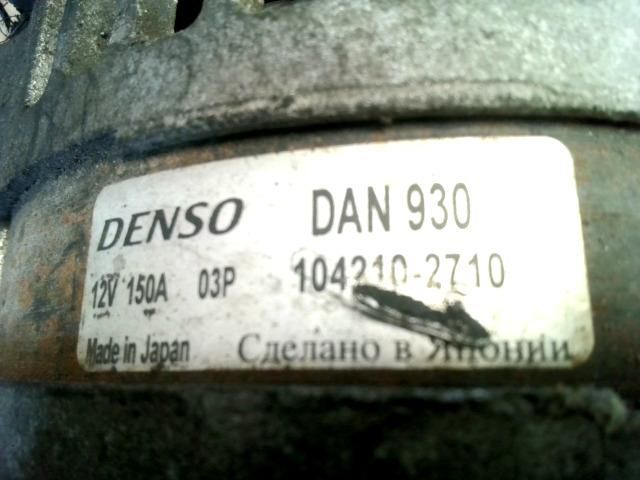 DENSO DAN 930
12V 150A 03P 104210-2710
Made in Japan Сделано в Японии